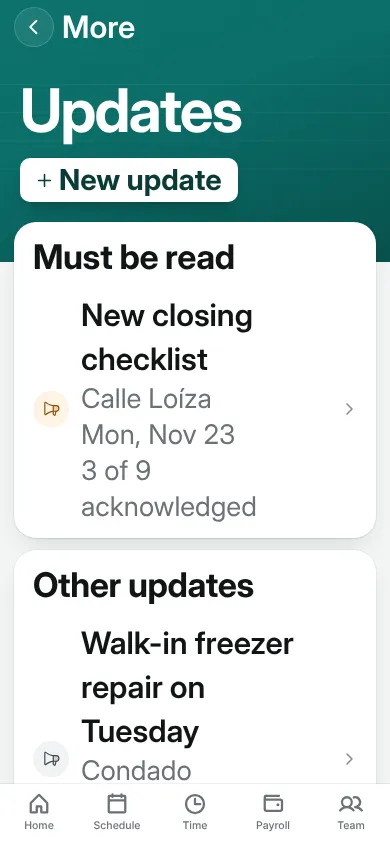 More
Updates
+ New update
Must be read
New closing
checklist
Calle Loíza
Mon, Nov 23
3 of 9
acknowledged
Other updates
Walk-in freezer
repair on
Tuesday
Condado
Home
Schedule
Time
Payroll
Team